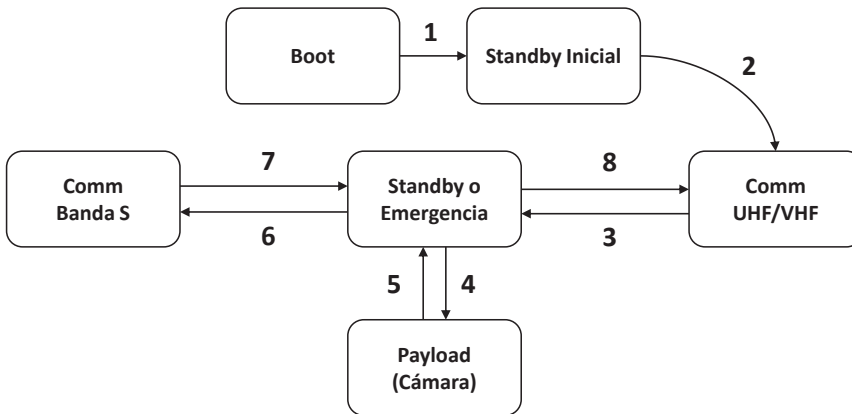 Boot
1
Standby Inicial
2
Comm
Banda S
7
6
Standby o
Emergencia
8
3
Comm
UHF/VHF
5
4
Payload
(Cámara)